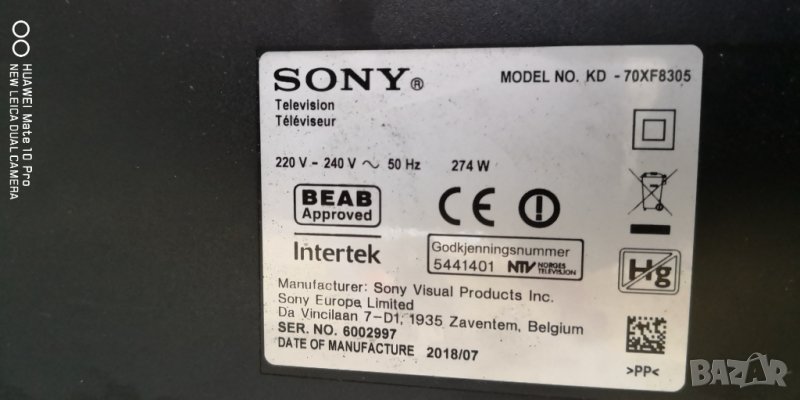 SONY®
MODEL NO. KD - 70XF8305
Television
Téléviseur
220 V - 240 V ~ 50 Hz 274 W
BEAB
Approved
CE
Intertek
Godkjenningsnummer
5441401 NTV NORGES TELEVISJON
Hg
Manufacturer: Sony Visual Products Inc.
Sony Europe Limited
Da Vincilaan 7-D1, 1935 Zaventem, Belgium
SER. NO. 6002997
DATE OF MANUFACTURE 2018/07
>PP<
HUAWEI Mate 10 Pro
NEW LEICA DUAL CAMERA
BAZAR